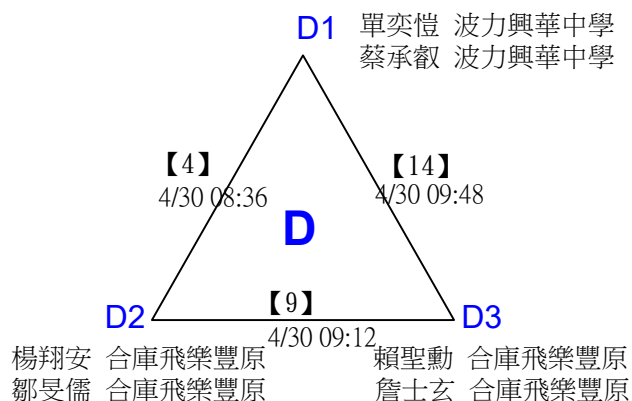 D1 單奕愷 波力興華中學
蔡承叡 波力興華中學
【4】
4/30 08:36
【14】
4/30 09:48
D
【9】
D2
D3
4/30 09:12
楊翔安 合庫飛樂豐原
賴聖勳 合庫飛樂豐原
鄒旻儒 合庫飛樂豐原
詹士玄 合庫飛樂豐原